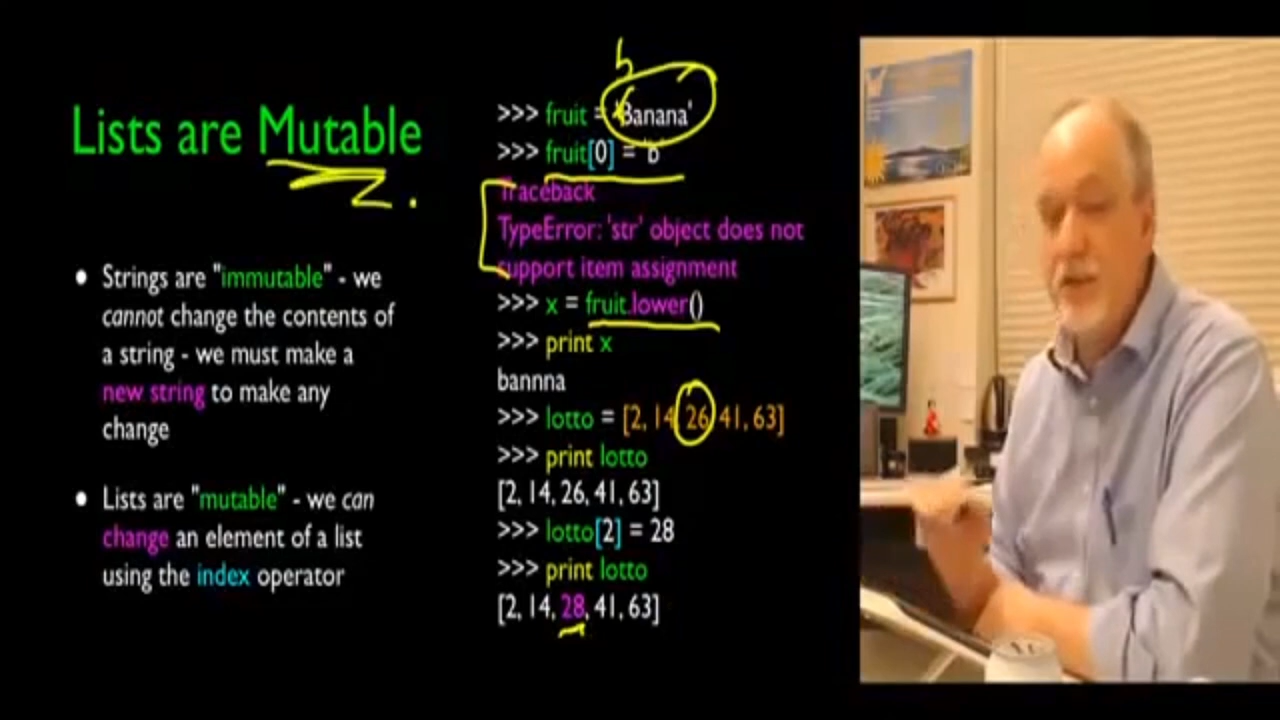 Lists are Mutable
• Strings are "immutable" - we
cannot change the contents of
a string - we must make a
new string to make any
change
• Lists are "mutable" - we can
change an element of a list
using the index operator
b
>>> fruit = 'Banana'
>>> fruit[0] = 'b'
Traceback
TypeError: 'str' object does not
support item assignment
>>> x = fruit.lower()
>>> print x
bannna
>>> lotto = [2, 14, 26, 41, 63]
>>> print lotto
[2, 14, 26, 41, 63]
>>> lotto[2] = 28
>>> print lotto
[2, 14, 28, 41, 63]